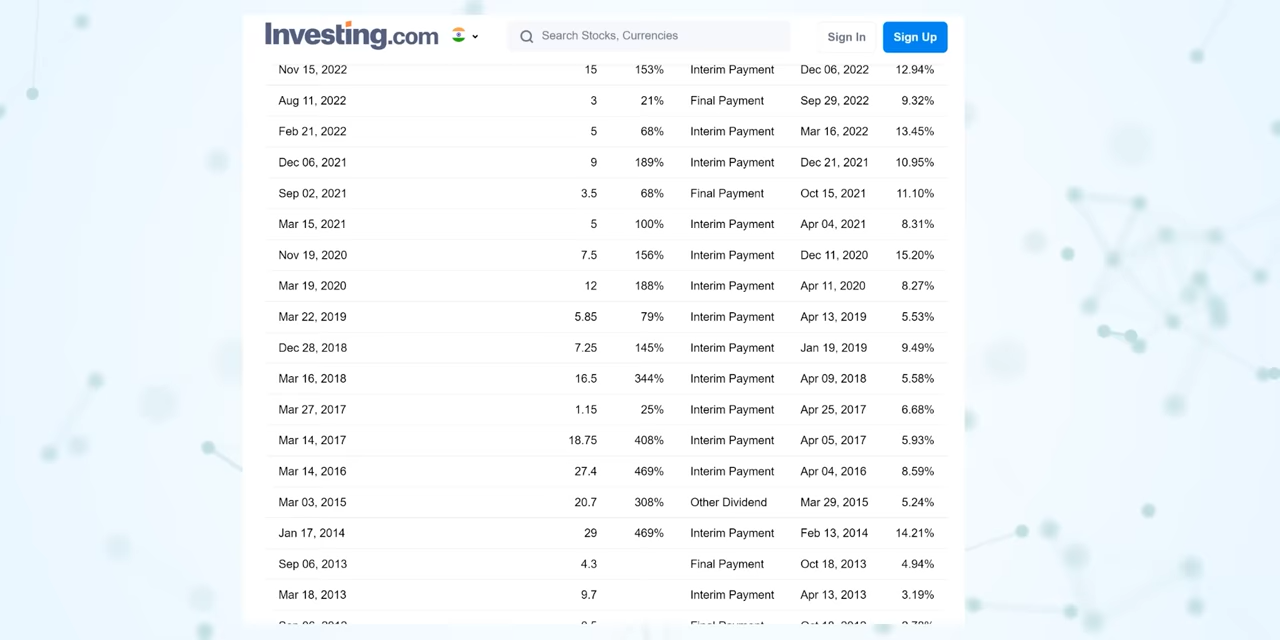 Investing.com Search Stocks, Currencies Sign In Sign Up
Nov 15, 2022 15 153% Interim Payment Dec 06, 2022 12.94%
Aug 11, 2022 3 21% Final Payment Sep 29, 2022 9.32%
Feb 21, 2022 5 68% Interim Payment Mar 16, 2022 13.45%
Dec 06, 2021 9 189% Interim Payment Dec 21, 2021 10.95%
Sep 02, 2021 3.5 68% Final Payment Oct 15, 2021 11.10%
Mar 15, 2021 5 100% Interim Payment Apr 04, 2021 8.31%
Nov 19, 2020 7.5 156% Interim Payment Dec 11, 2020 15.20%
Mar 19, 2020 12 188% Interim Payment Apr 11, 2020 8.27%
Mar 22, 2019 5.85 79% Interim Payment Apr 13, 2019 5.53%
Dec 28, 2018 7.25 145% Interim Payment Jan 19, 2019 9.49%
Mar 16, 2018 16.5 344% Interim Payment Apr 09, 2018 5.58%
Mar 27, 2017 1.15 25% Interim Payment Apr 25, 2017 6.68%
Mar 14, 2017 18.75 408% Interim Payment Apr 05, 2017 5.93%
Mar 14, 2016 27.4 469% Interim Payment Apr 04, 2016 8.59%
Mar 03, 2015 20.7 308% Other Dividend Mar 29, 2015 5.24%
Jan 17, 2014 29 469% Interim Payment Feb 13, 2014 14.21%
Sep 06, 2013 4.3 Final Payment Oct 18, 2013 4.94%
Mar 18, 2013 9.7 Interim Payment Apr 13, 2013 3.19%